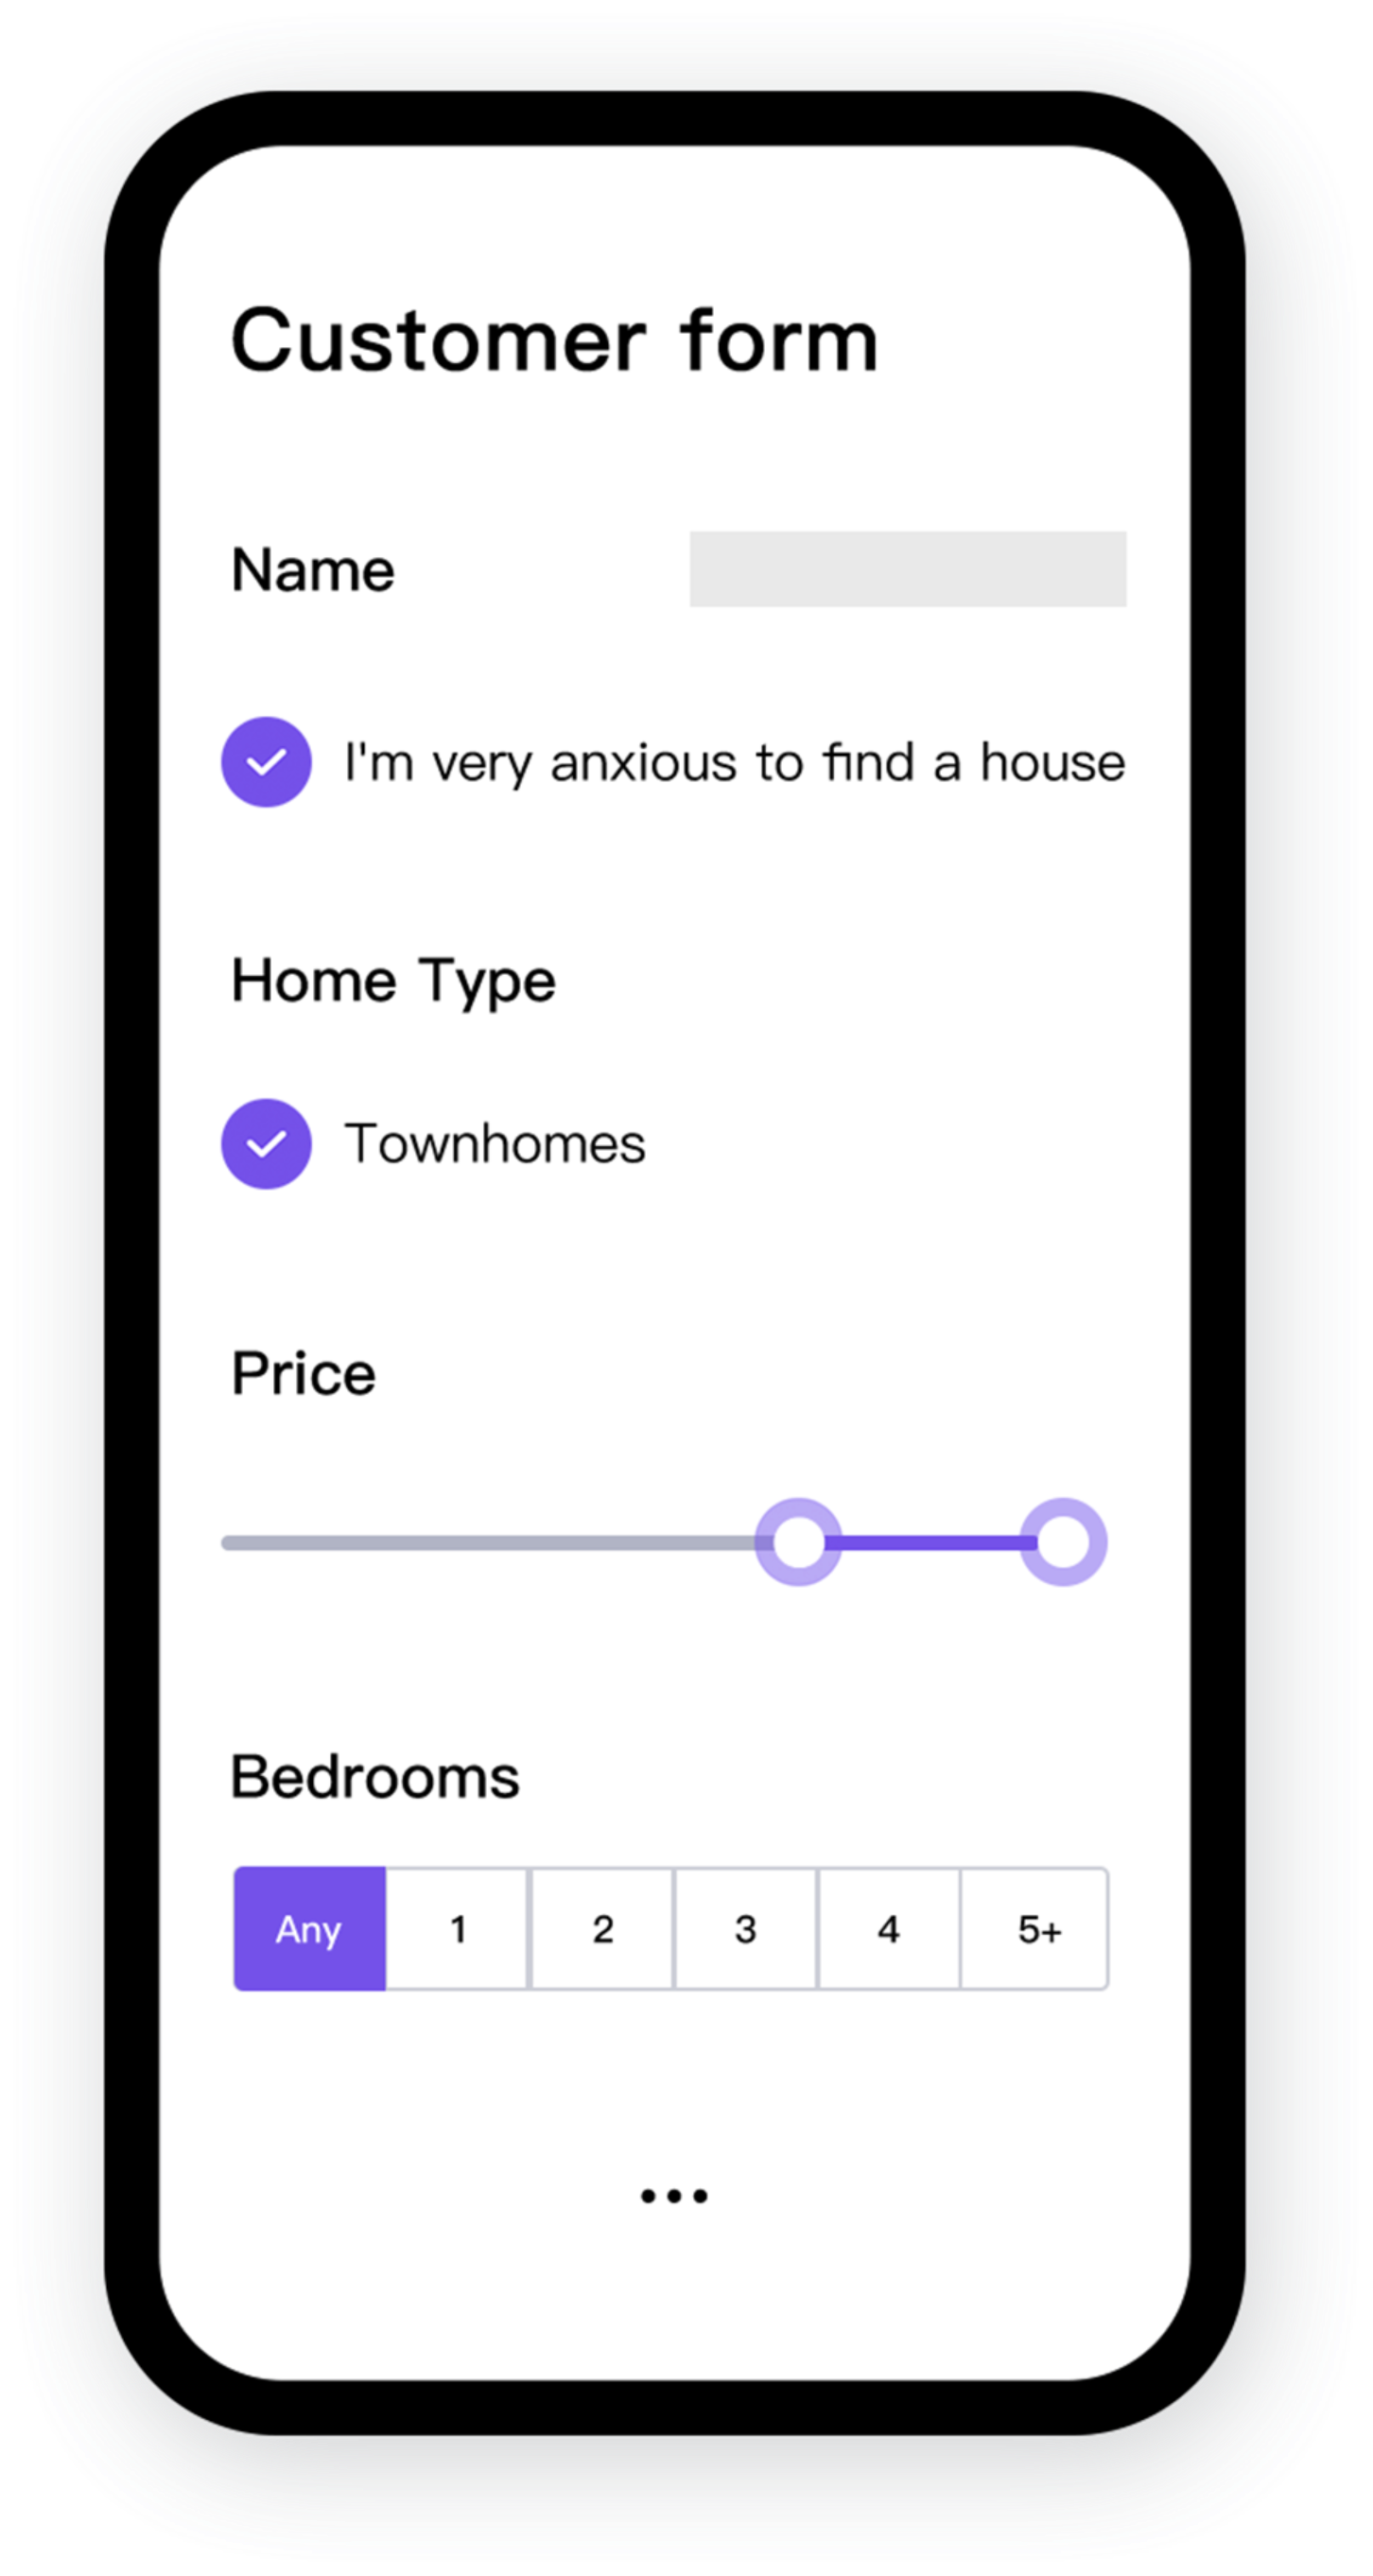 Customer form
Name
I'm very anxious to find a house
Home Type
Townhomes
Price
Bedrooms
Any 1 2 3 4 5+
...